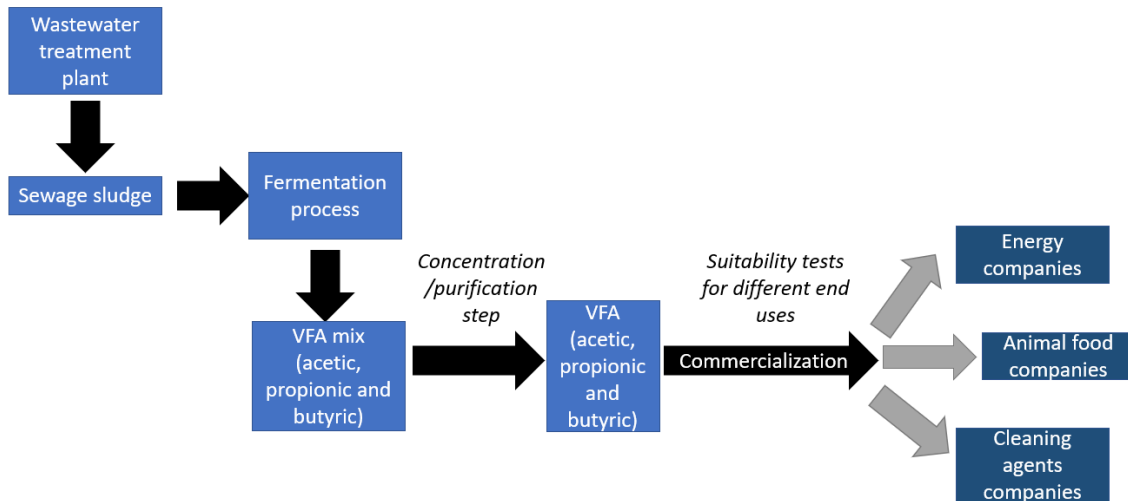 Wastewater
treatment
plant
Sewage sludge
Fermentation
process
VFA mix
(acetic,
propionic and
butyric)
Concentration
/purification
step
VFA
(acetic,
propionic
and
butyric)
Suitability tests
for different end
uses
Commercialization
Energy
companies
Animal food
companies
Cleaning
agents
companies